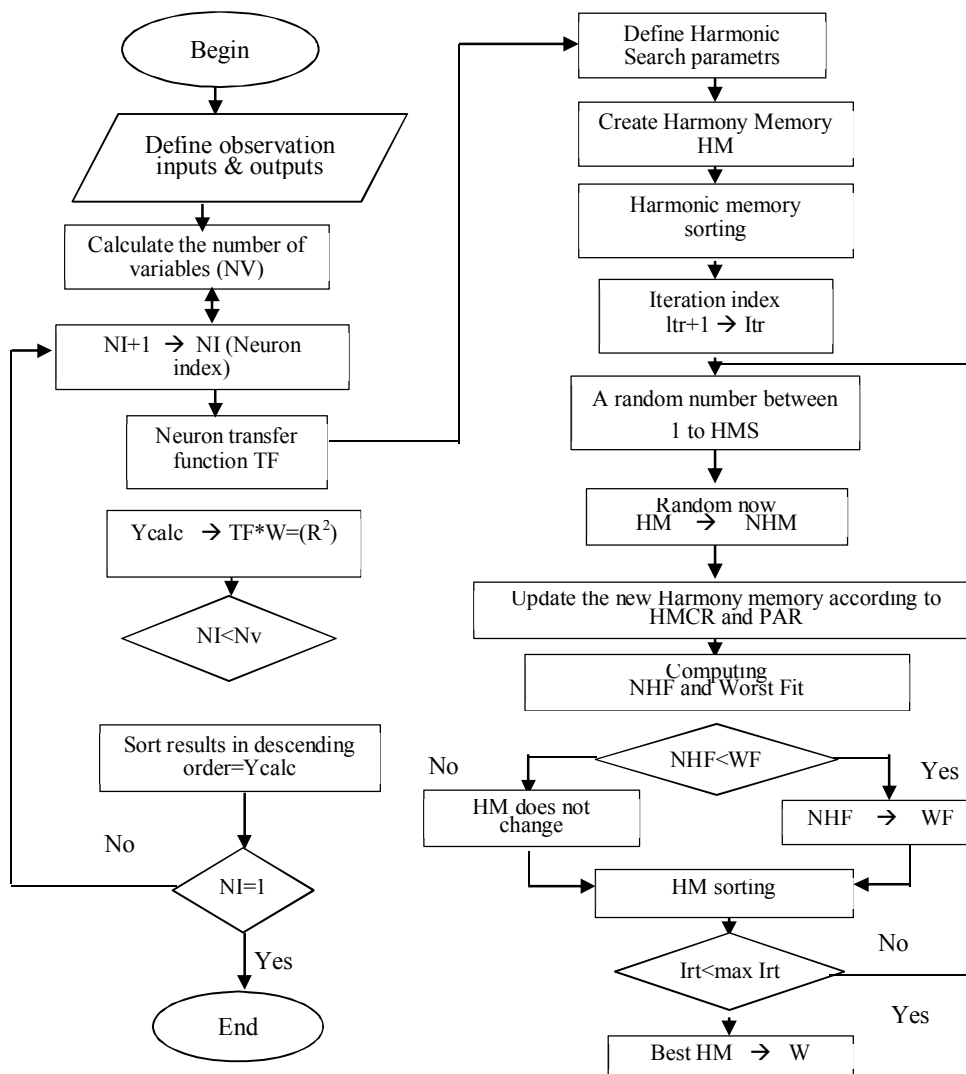 Begin
Define observation
inputs & outputs
Calculate the number of
variables (NV)
NI+1 → NI (Neuron
index)
Neuron transfer
function TF
Ycalc → TF*W=(R²)
NI<Nv
Sort results in descending
order=Ycalc
No
NI=1
Yes
End
Define Harmonic
Search parametrs
Create Harmony Memory
HM
Harmonic memory
sorting
Iteration index
ltr+1 → Itr
A random number between
1 to HMS
Random now
HM → NHM
Update the new Harmony memory according to
HMCR and PAR
Computing
NHF and Worst Fit
NHF<WF
No
Yes
HM does not
change
NHF → WF
HM sorting
No
Irt<max Irt
Yes
Best HM → W